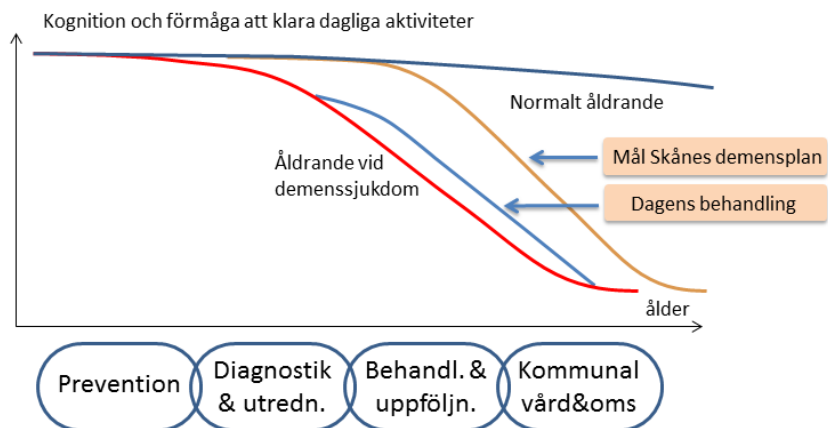 Kognition och förmåga att klara dagliga aktiviteter
Normalt åldrande
Mål Skånes demensplan
Åldrande vid
demenssjukdom
Dagens behandling
ålder
Prevention
Diagnostik
& utredn.
Behandl. &
uppföljn.
Kommunal
vård&oms